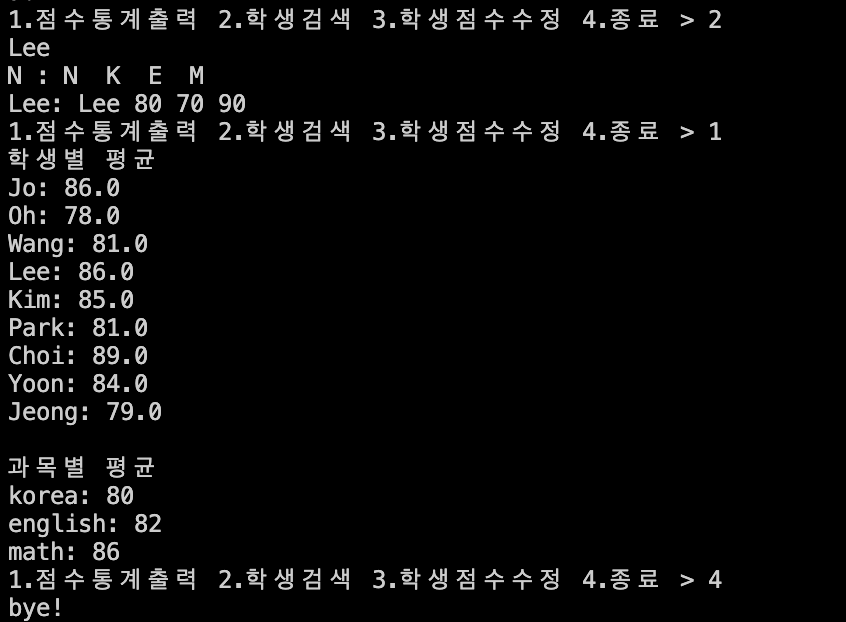 1.점수통계출력 2.학생검색 3.학생점수수정 4.종료 > 2
Lee
N : N  K  E  M
Lee: Lee 80 70 90
1.점수통계출력 2.학생검색 3.학생점수수정 4.종료 > 1
학생별 평균
Jo: 86.0
Oh: 78.0
Wang: 81.0
Lee: 86.0
Kim: 85.0
Park: 81.0
Choi: 89.0
Yoon: 84.0
Jeong: 79.0

과목별 평균
korea: 80
english: 82
math: 86
1.점수통계출력 2.학생검색 3.학생점수수정 4.종료 > 4
bye!